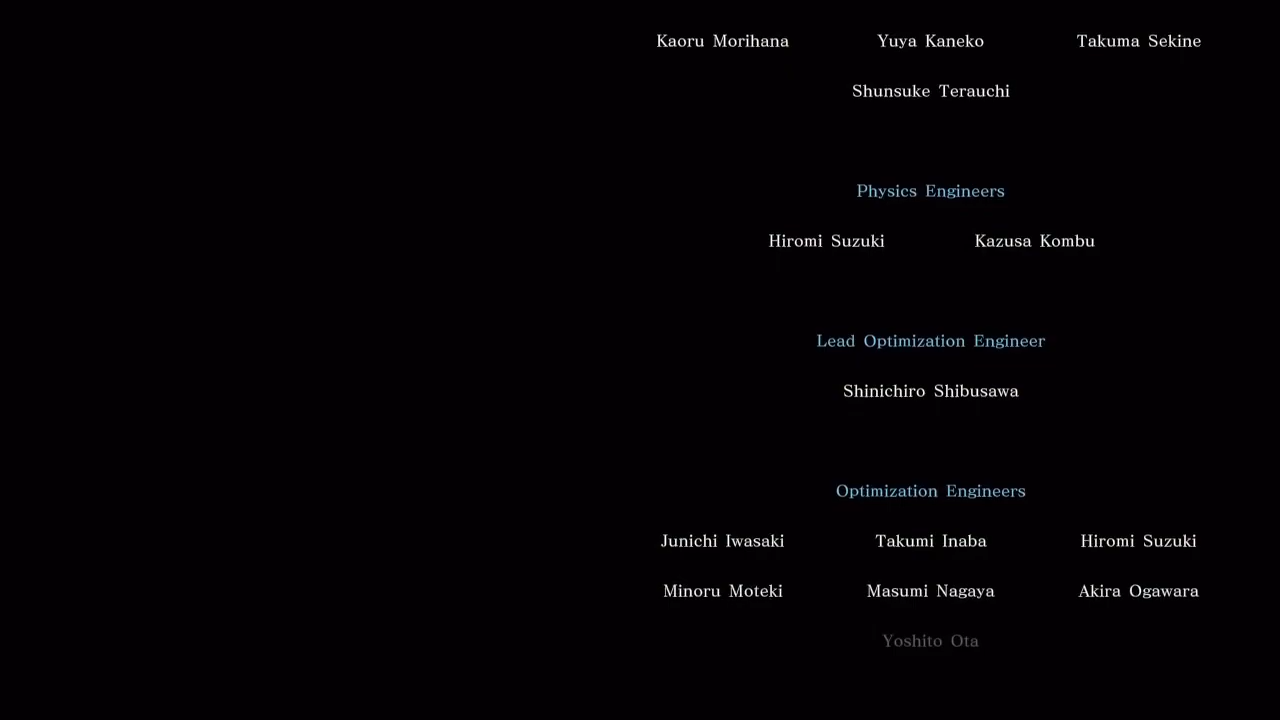 Kaoru Morihana Yuya Kaneko Takuma Sekine
Shunsuke Terauchi
Physics Engineers
Hiromi Suzuki Kazusa Kombu
Lead Optimization Engineer
Shinichiro Shibusawa
Optimization Engineers
Junichi Iwasaki Takumi Inaba Hiromi Suzuki
Minoru Moteki Masumi Nagaya Akira Ogawara
Yoshito Ota